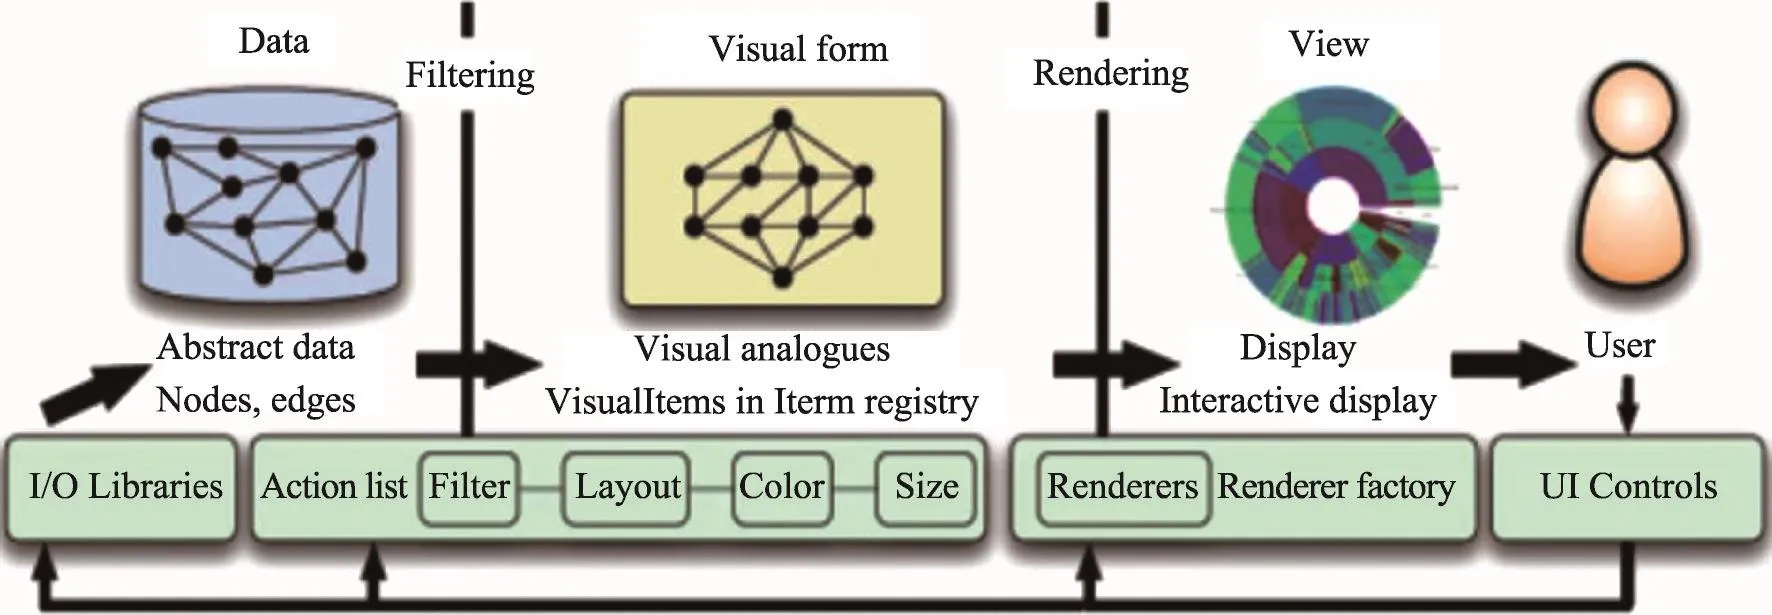 Data
Filtering
Visual form
Rendering
View
Abstract data
Nodes, edges
Visual analogues
VisualItems in Iterm registry
Display
Interactive display
User
I/O Libraries
Action list Filter Layout Color Size
Renderers Renderer factory
UI Controls